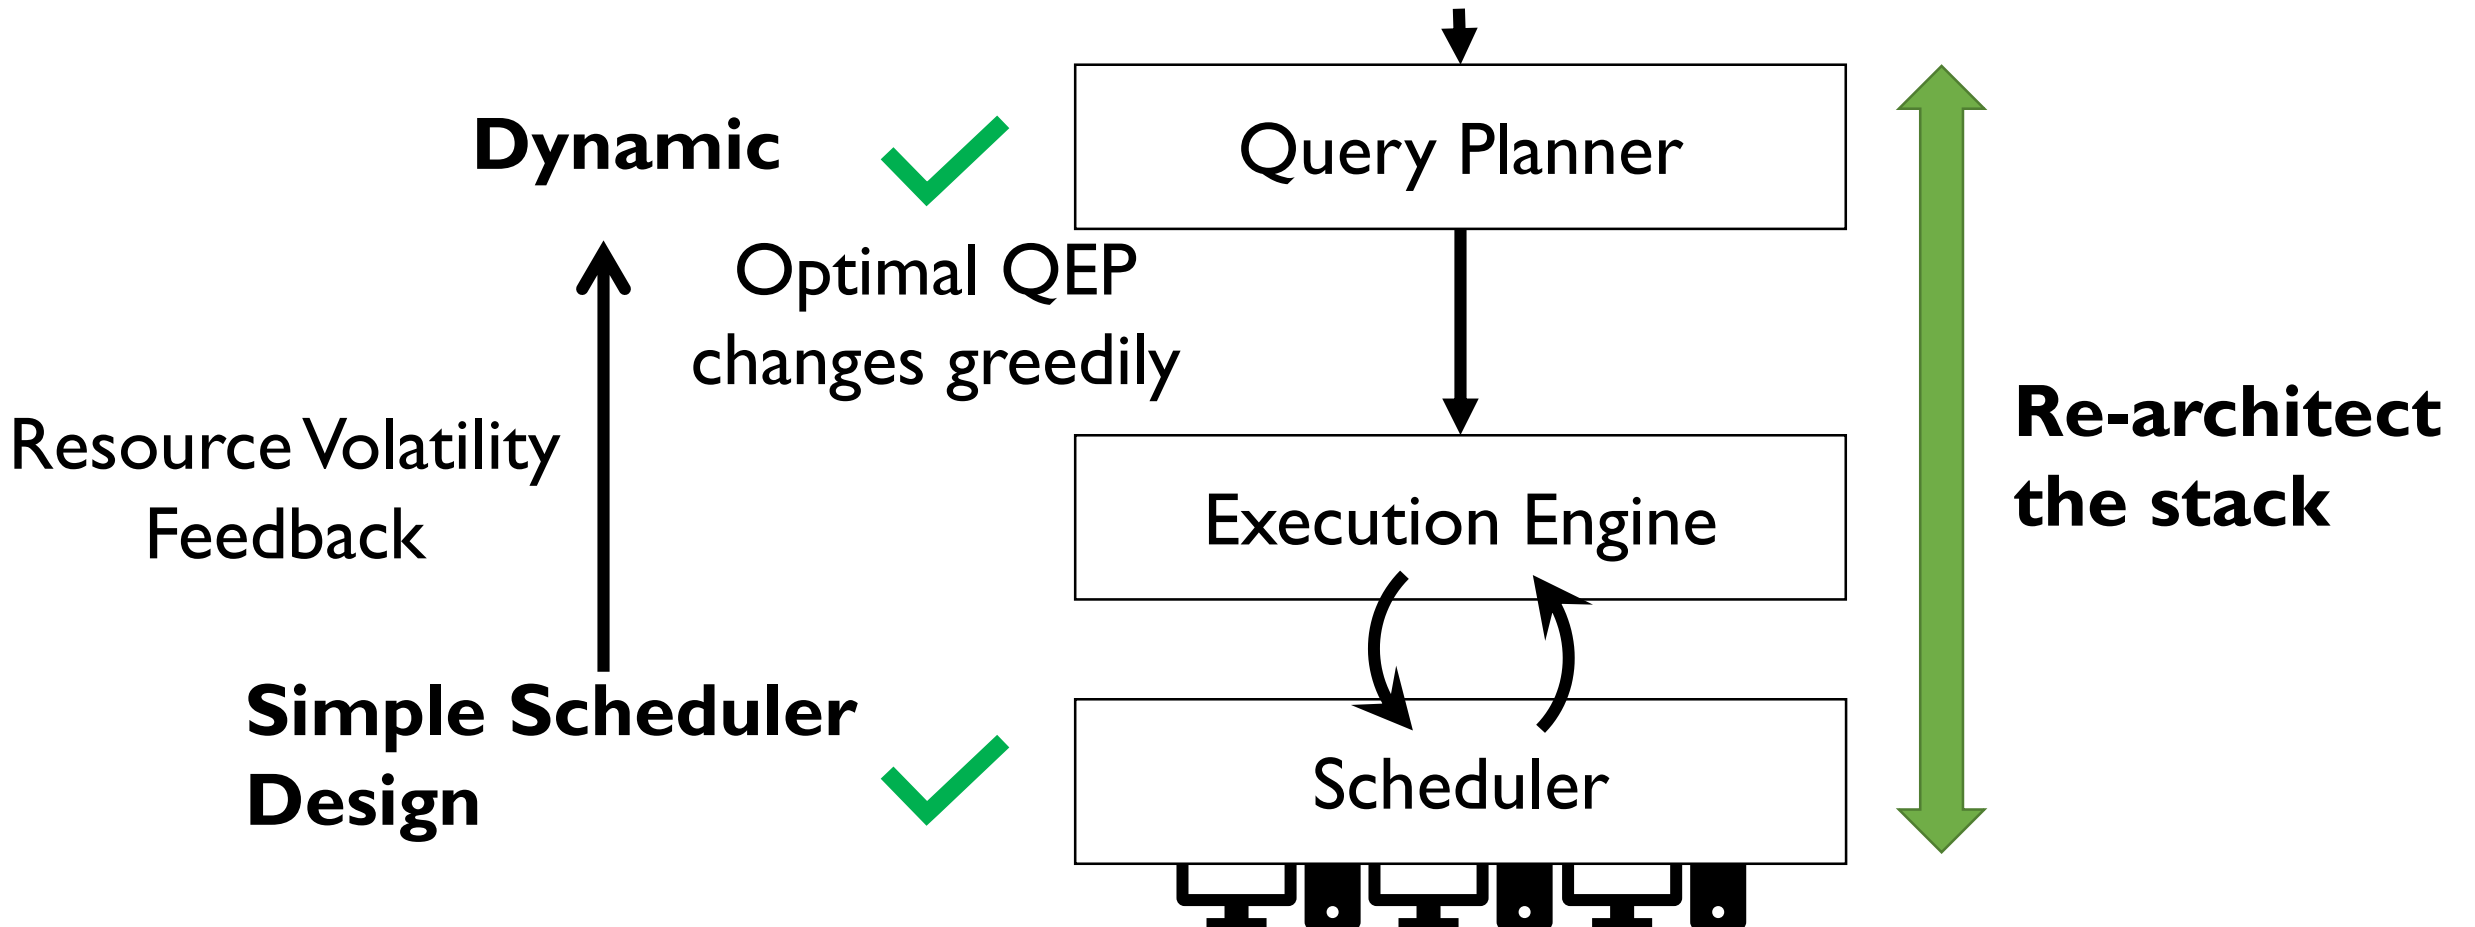 Dynamic
Query Planner
Optimal QEP
changes greedily
Resource Volatility
Feedback
Execution Engine
Re-architect
the stack
Simple Scheduler
Design
Scheduler